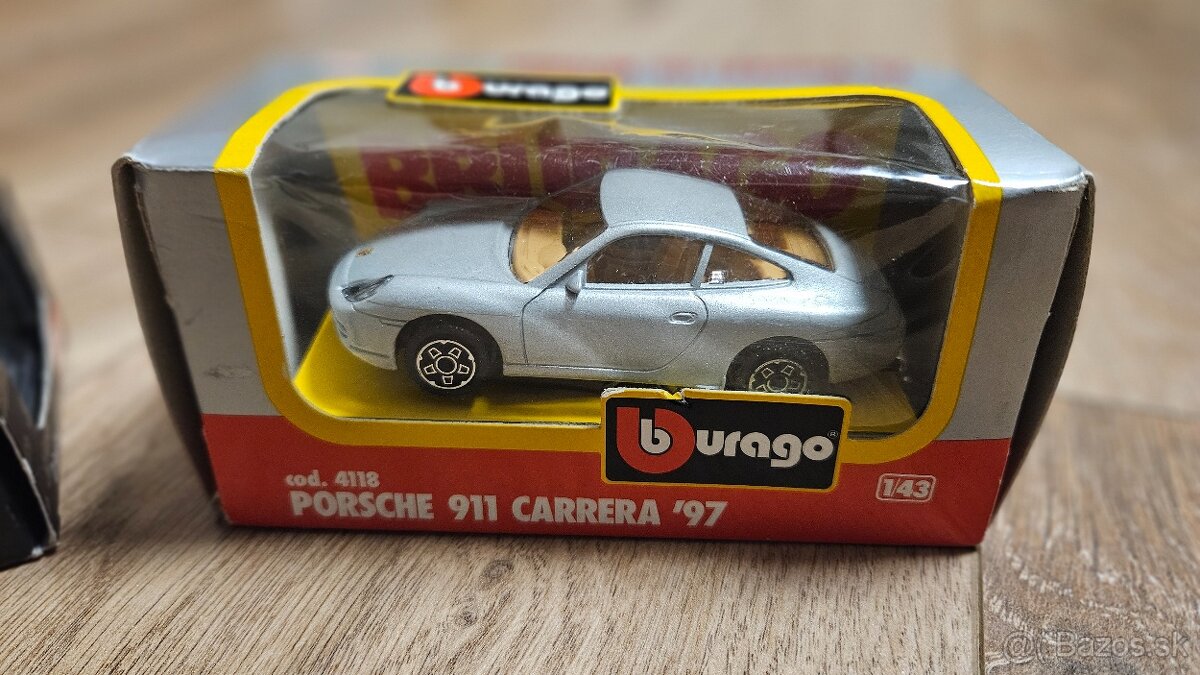 burago
burago®
cod. 4118
1/43
PORSCHE 911 CARRERA '97
Bazos.sk